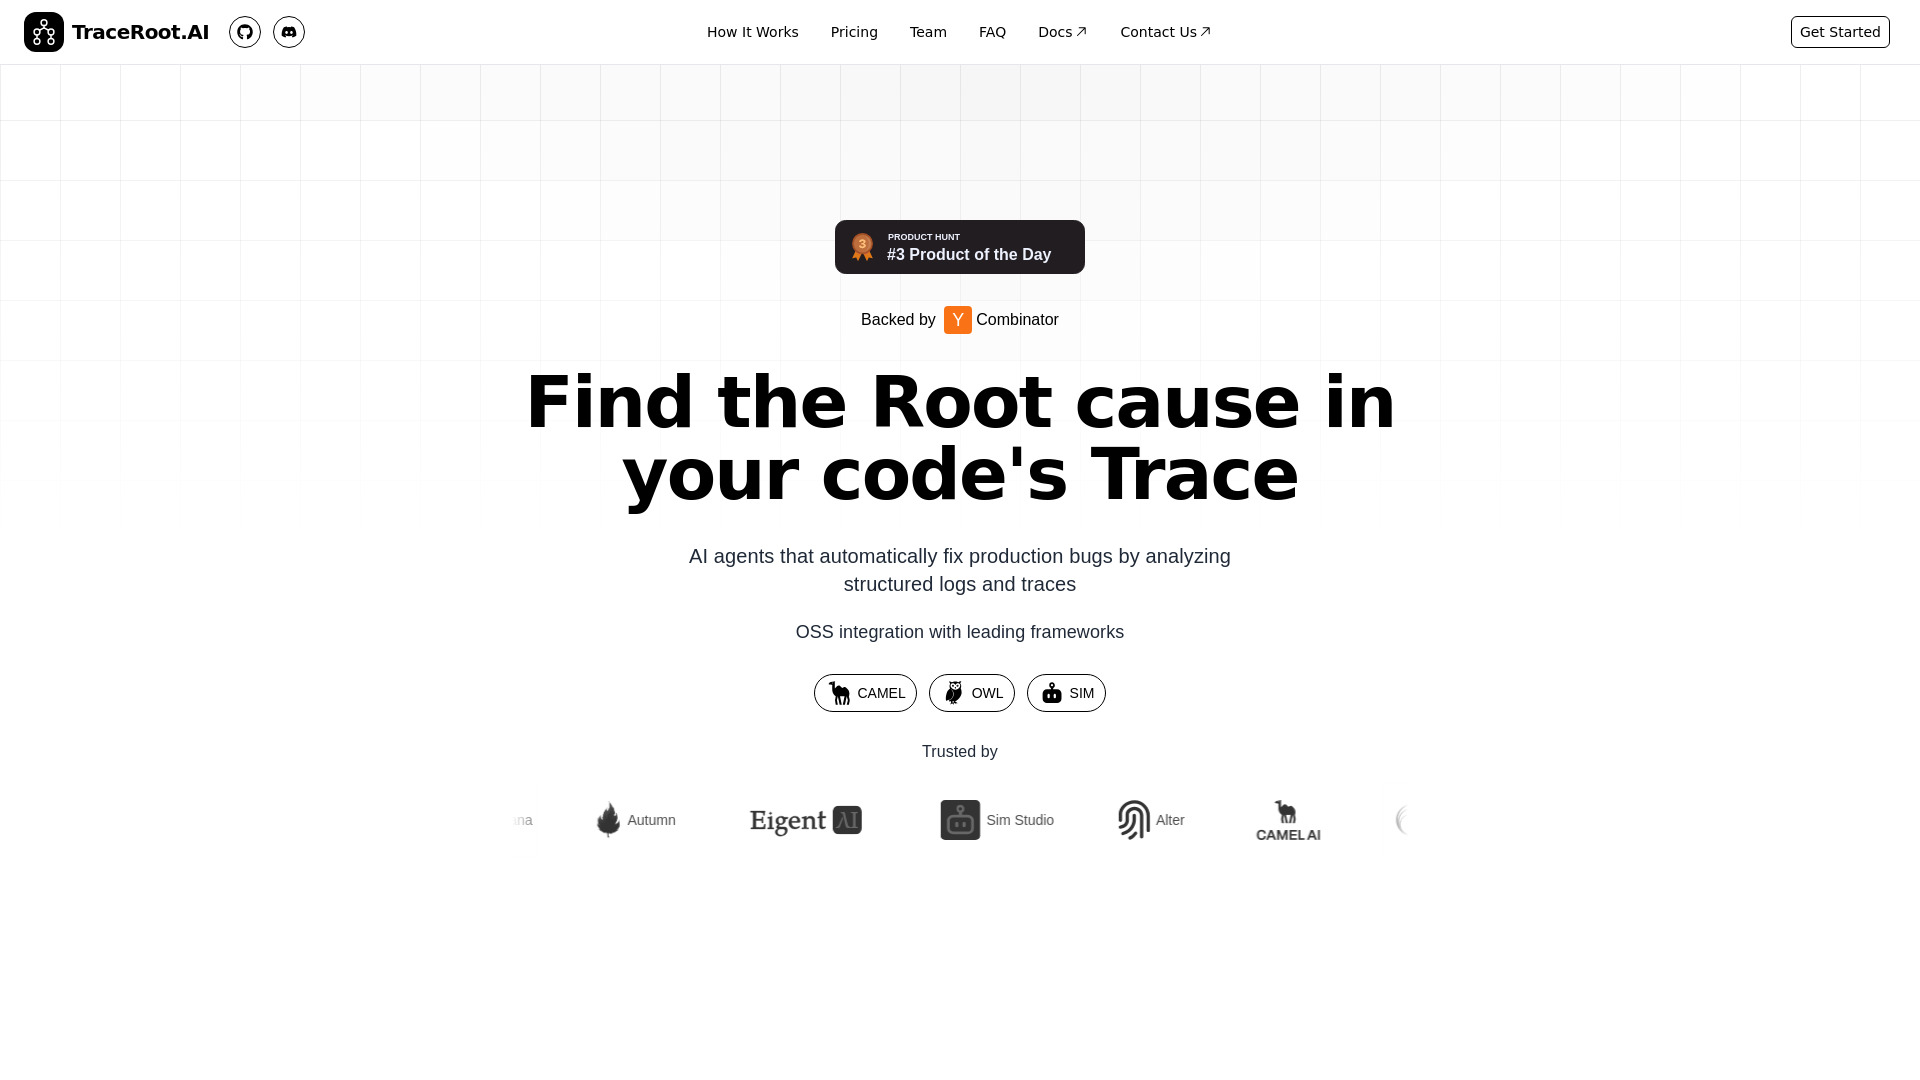 TraceRoot.AI
How It Works
Pricing
Team
FAQ
Docs
Contact Us
Get Started
3
PRODUCT HUNT
#3 Product of the Day
Backed by Y Combinator
Find the Root cause in
your code's Trace
AI agents that automatically fix production bugs by analyzing
structured logs and traces
OSS integration with leading frameworks
CAMEL
OWL
SIM
Trusted by
Autumn
Eigent AI
Sim Studio
Alter
CAMEL AI